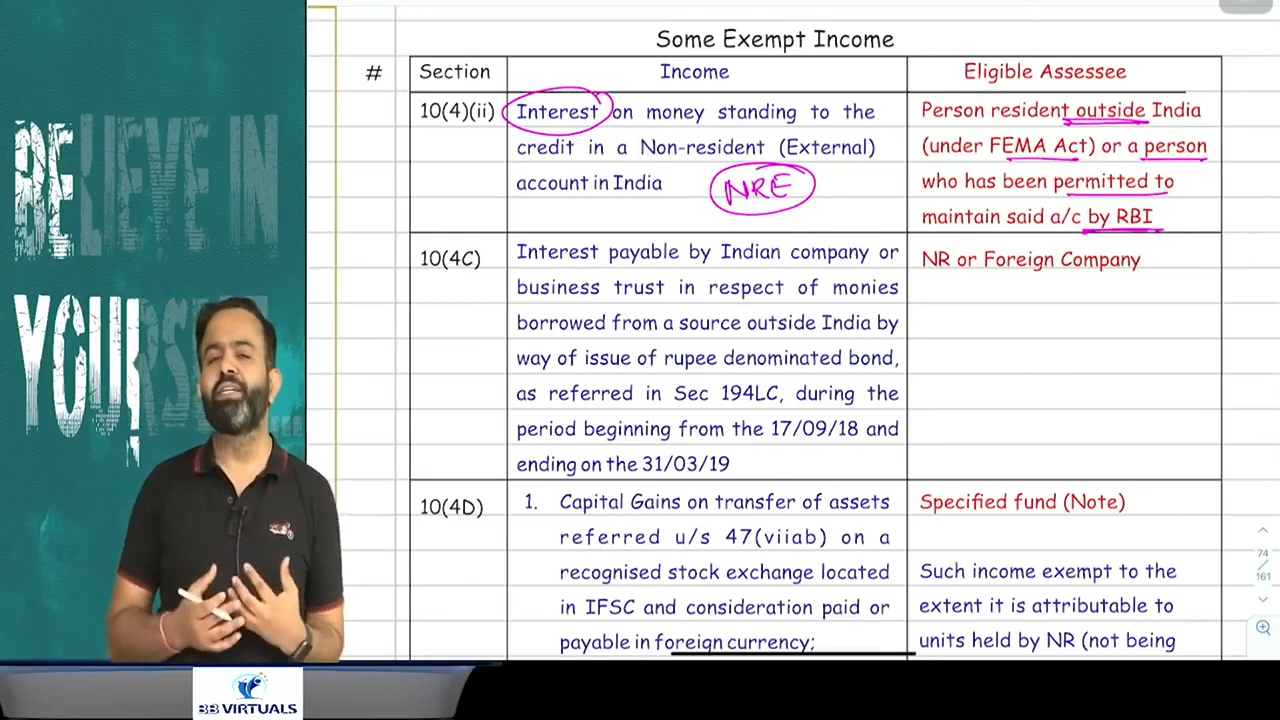 Some Exempt Income
#
Section
Income
Eligible Assessee
10(4)(ii)
Interest on money standing to the
credit in a Non-resident (External)
account in India
NRE
Person resident outside India
(under FEMA Act) or a person
who has been permitted to
maintain said a/c by RBI
10(4C)
Interest payable by Indian company or
business trust in respect of monies
borrowed from a source outside India by
way of issue of rupee denominated bond,
as referred in Sec 194LC, during the
period beginning from the 17/09/18 and
ending on the 31/03/19
NR or Foreign Company
10(4D)
1. Capital Gains on transfer of assets
referred u/s 47(viiab) on a
recognised stock exchange located
in IFSC and consideration paid or
payable in foreign currency;
Specified fund (Note)
Such income exempt to the
extent it is attributable to
units held by NR (not being
74
/
161
BELIEVE IN
BB VIRTUALS